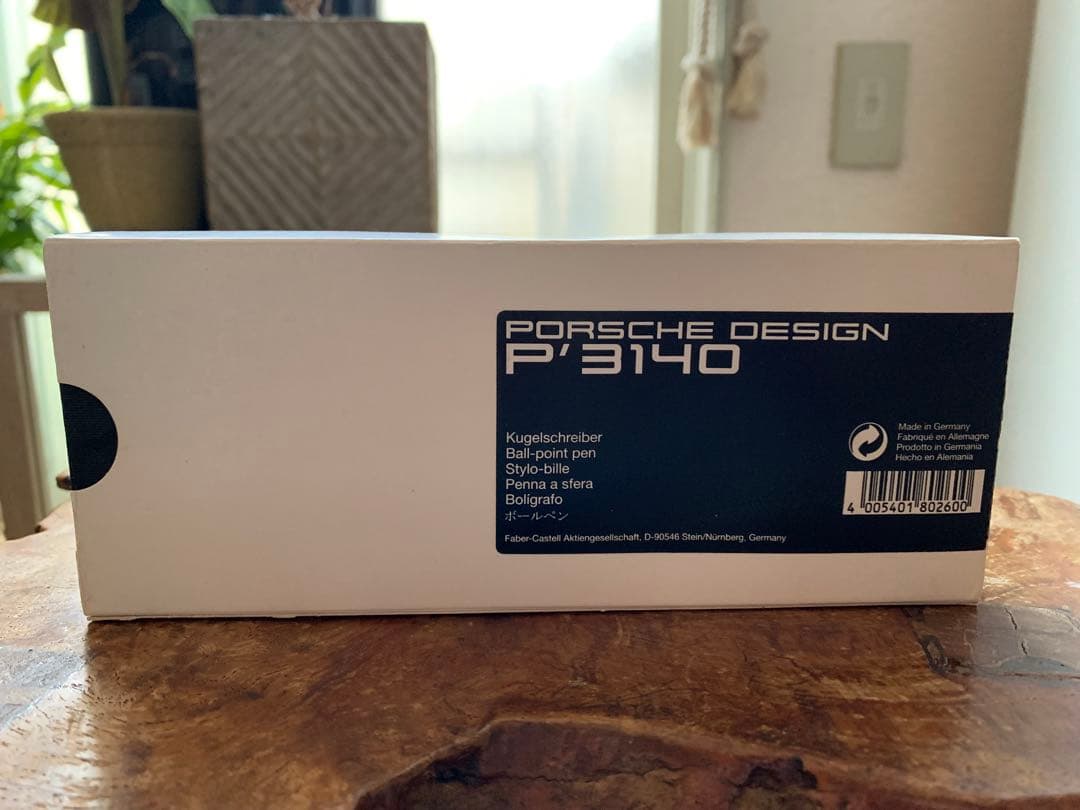 PORSCHE DESIGN
P'3140
Kugelschreiber
Ball-point pen
Stylo-bille
Penna a sfera
Bolígrafo
ボールペン
Faber-Castell Aktiengesellschaft, D-90546 Stein/Nürnberg, Germany
Made in Germany
Fabriqué en Allemagne
Prodotto in Germania
Hecho en Alemania
4 005401 802600